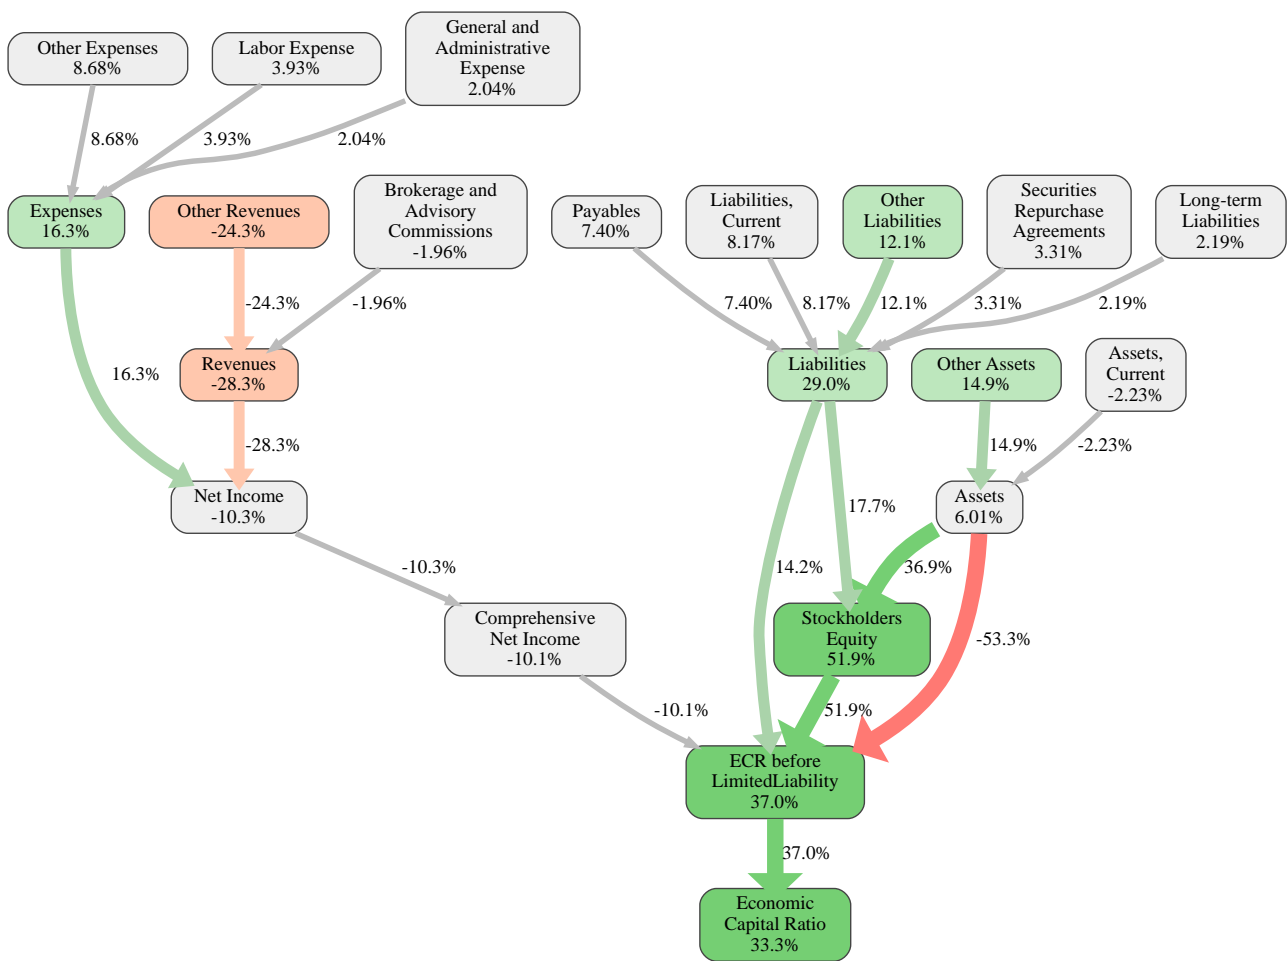 Other Expenses
8.68%
Labor Expense
3.93%
General and
Administrative
Expense
2.04%
8.68%
3.93%
2.04%
Expenses
16.3%
Other Revenues
-24.3%
Brokerage and
Advisory
Commissions
-1.96%
Payables
7.40%
Liabilities,
Current
8.17%
Other
Liabilities
12.1%
Securities
Repurchase
Agreements
3.31%
Long-term
Liabilities
2.19%
-24.3%
-1.96%
7.40%
8.17%
12.1%
3.31%
2.19%
16.3%
Revenues
-28.3%
Liabilities
29.0%
Other Assets
14.9%
Assets,
Current
-2.23%
-28.3%
14.9%
-2.23%
Net Income
-10.3%
17.7%
Assets
6.01%
-10.3%
14.2%
36.9%
Comprehensive
Net Income
-10.1%
Stockholders
Equity
51.9%
-53.3%
-10.1%
51.9%
ECR before
LimitedLiability
37.0%
37.0%
Economic
Capital Ratio
33.3%